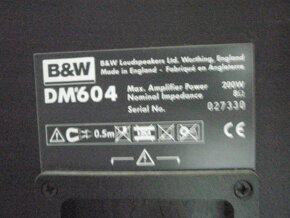 B&W
B&W Loudspeakers Ltd. Worthing, England
Made in England - Fabriqué en Angleterre
DM604
Max. Amplifier Power 200W
Nominal Impedance 8Ω
Serial No. 027330
0.5m
CE